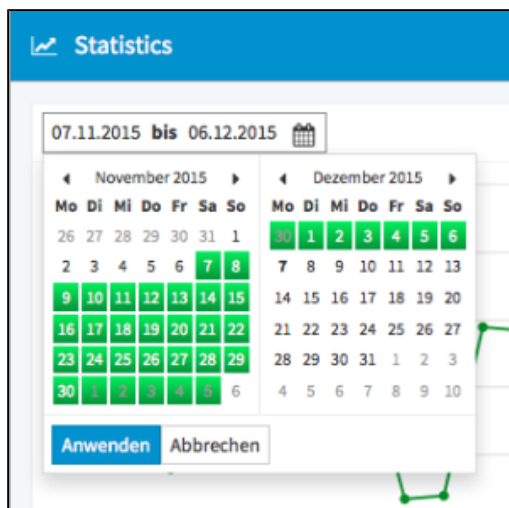 Statistics
07.11.2015 bis 06.12.2015
November 2015
Mo Di Mi Do Fr Sa So
26 27 28 29 30 31 1
2 3 4 5 6 7 8
9 10 11 12 13 14 15
16 17 18 19 20 21 22
23 24 25 26 27 28 29
30 1 2 3 4 5 6
Dezember 2015
Mo Di Mi Do Fr Sa So
30 1 2 3 4 5 6
7 8 9 10 11 12 13
14 15 16 17 18 19 20
21 22 23 24 25 26 27
28 29 30 31 1 2 3
4 5 6 7 8 9 10
Anwenden Abbrechen